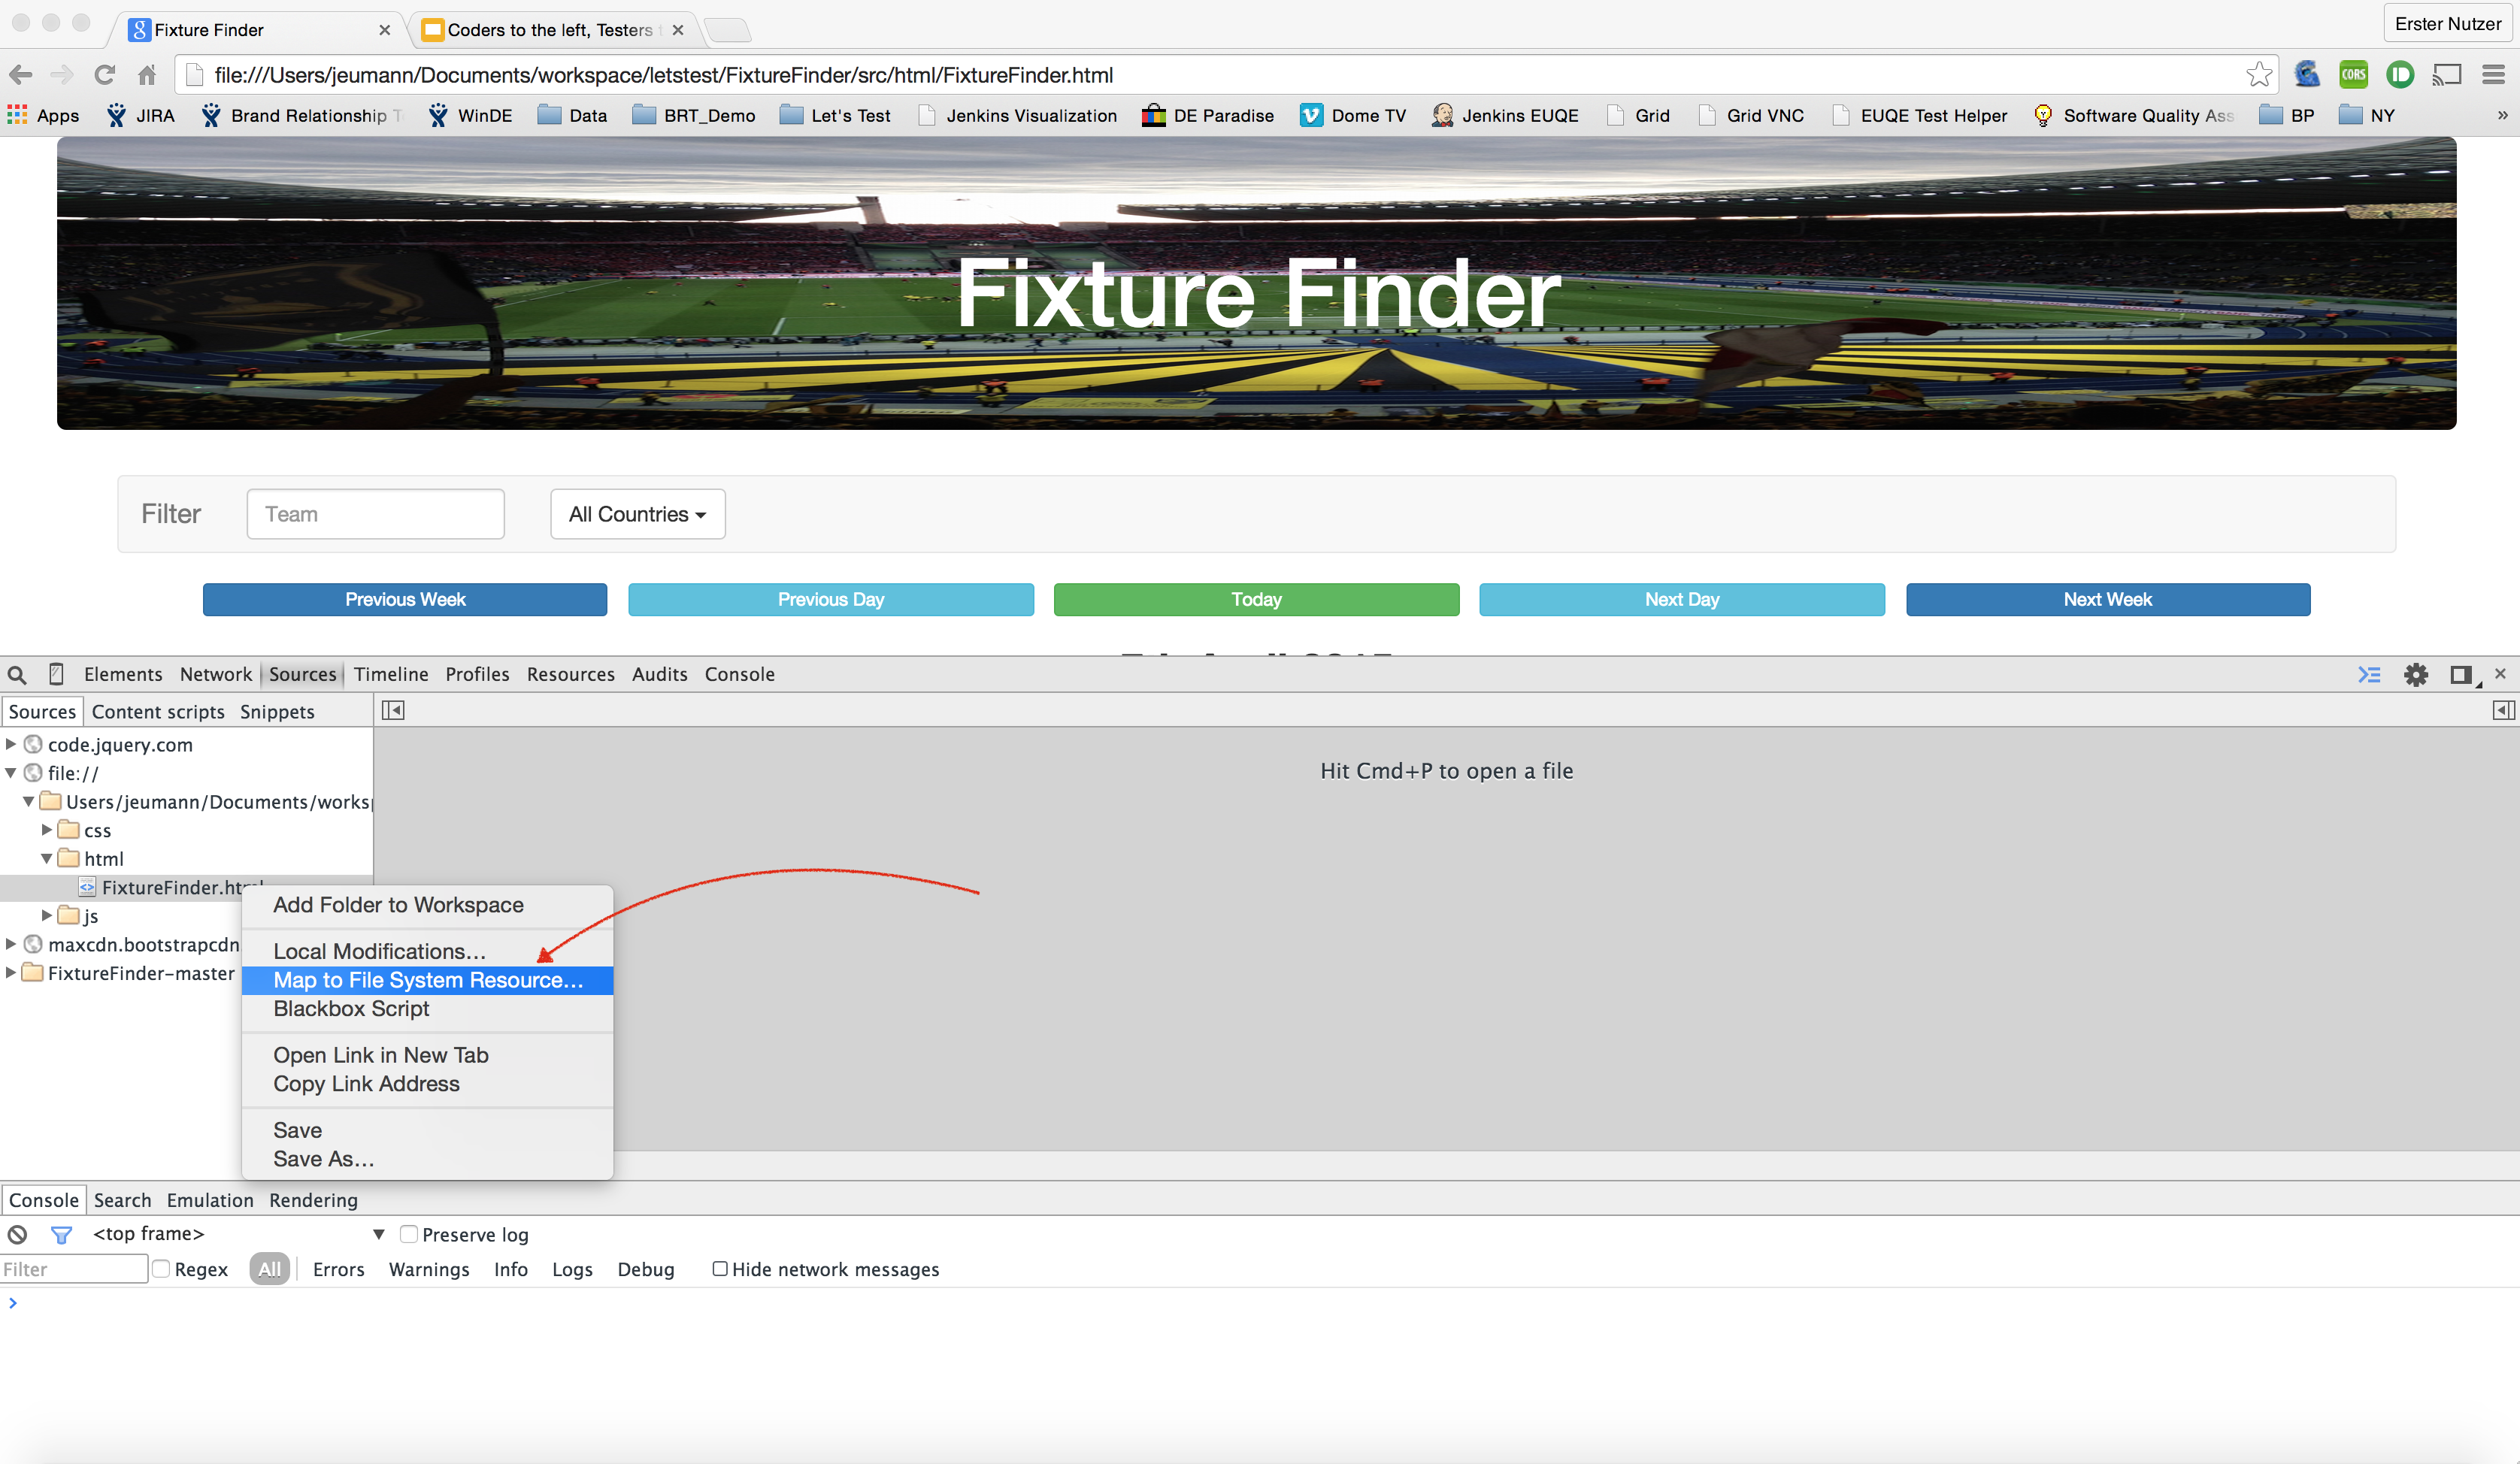 Fixture Finder
Coders to the left, Testers
Erster Nutzer
file:///Users/jeumann/Documents/workspace/letstest/FixtureFinder/src/html/FixtureFinder.html
CORS
Apps JIRA Brand Relationship WinDE Data BRT_Demo Let's Test Jenkins Visualization DE Paradise Dome TV Jenkins EUQE Grid Grid VNC EUQE Test Helper Software Quality Ass BP NY »
Fixture Finder
Filter Team All Countries
Previous Week Previous Day Today Next Day Next Week
Elements Network Sources Timeline Profiles Resources Audits Console
Sources Content scripts Snippets
code.jquery.com
Hit Cmd+P to open a file
file://
Users/jeumann/Documents/worksp
css
html
FixtureFinder.html
js
maxcdn.bootstrapcdn
FixtureFinder-master
Add Folder to Workspace
Local Modifications...
Map to File System Resource...
Blackbox Script
Open Link in New Tab
Copy Link Address
Save
Save As...
Console Search Emulation Rendering
<top frame> Preserve log
Filter Regex All Errors Warnings Info Logs Debug Hide network messages
>